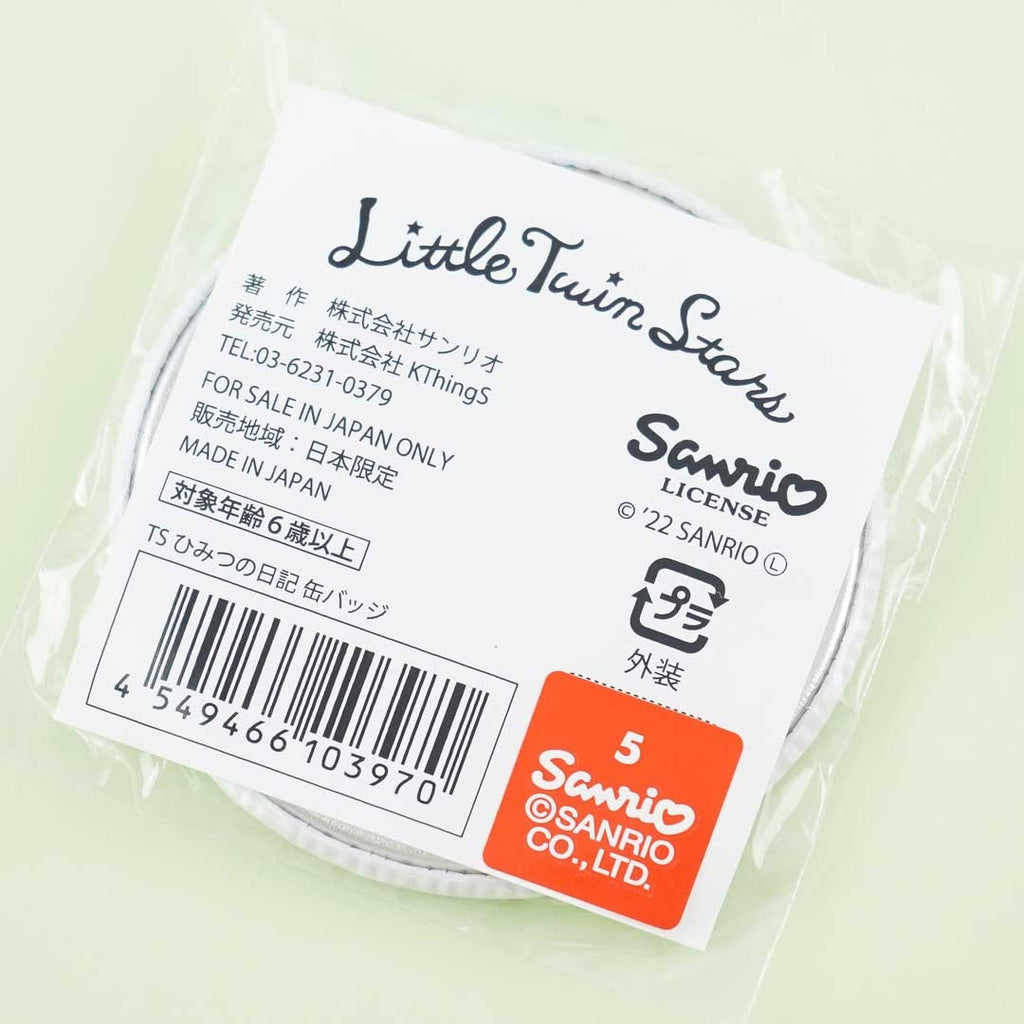 Little Twin Stars
著 作 株式会社サンリオ
発売元 株式会社 KThingS
TEL:03-6231-0379
FOR SALE IN JAPAN ONLY
販売地域：日本限定
MADE IN JAPAN
対象年齢6歳以上
TS ひみつの日記 缶バッジ
4 549466 103970
Sanrio
LICENSE
© '22 SANRIO Ⓛ
プラ
外装
5
Sanrio
©SANRIO
CO.,LTD.